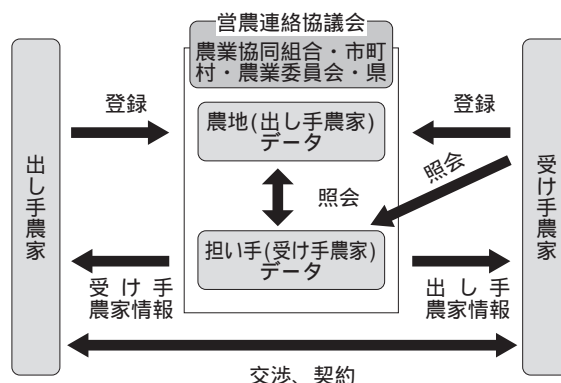 営農連絡協議会
農業協同組合・市町
村・農業委員会・県
登録
登録
農地(出し手農家)
データ
出し手農家
受け手農家
照会
照会
担い手(受け手農家)
データ
受け手
農家情報
出し手
農家情報
交渉、契約